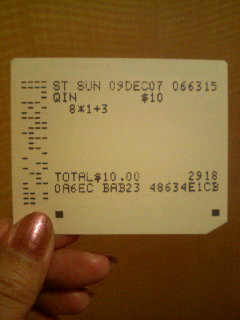 ST SUN 09DEC07 066315
QIN $10
8*1+3
TOTAL$10.00 2918
0A6EC BAB23 48634E1CB